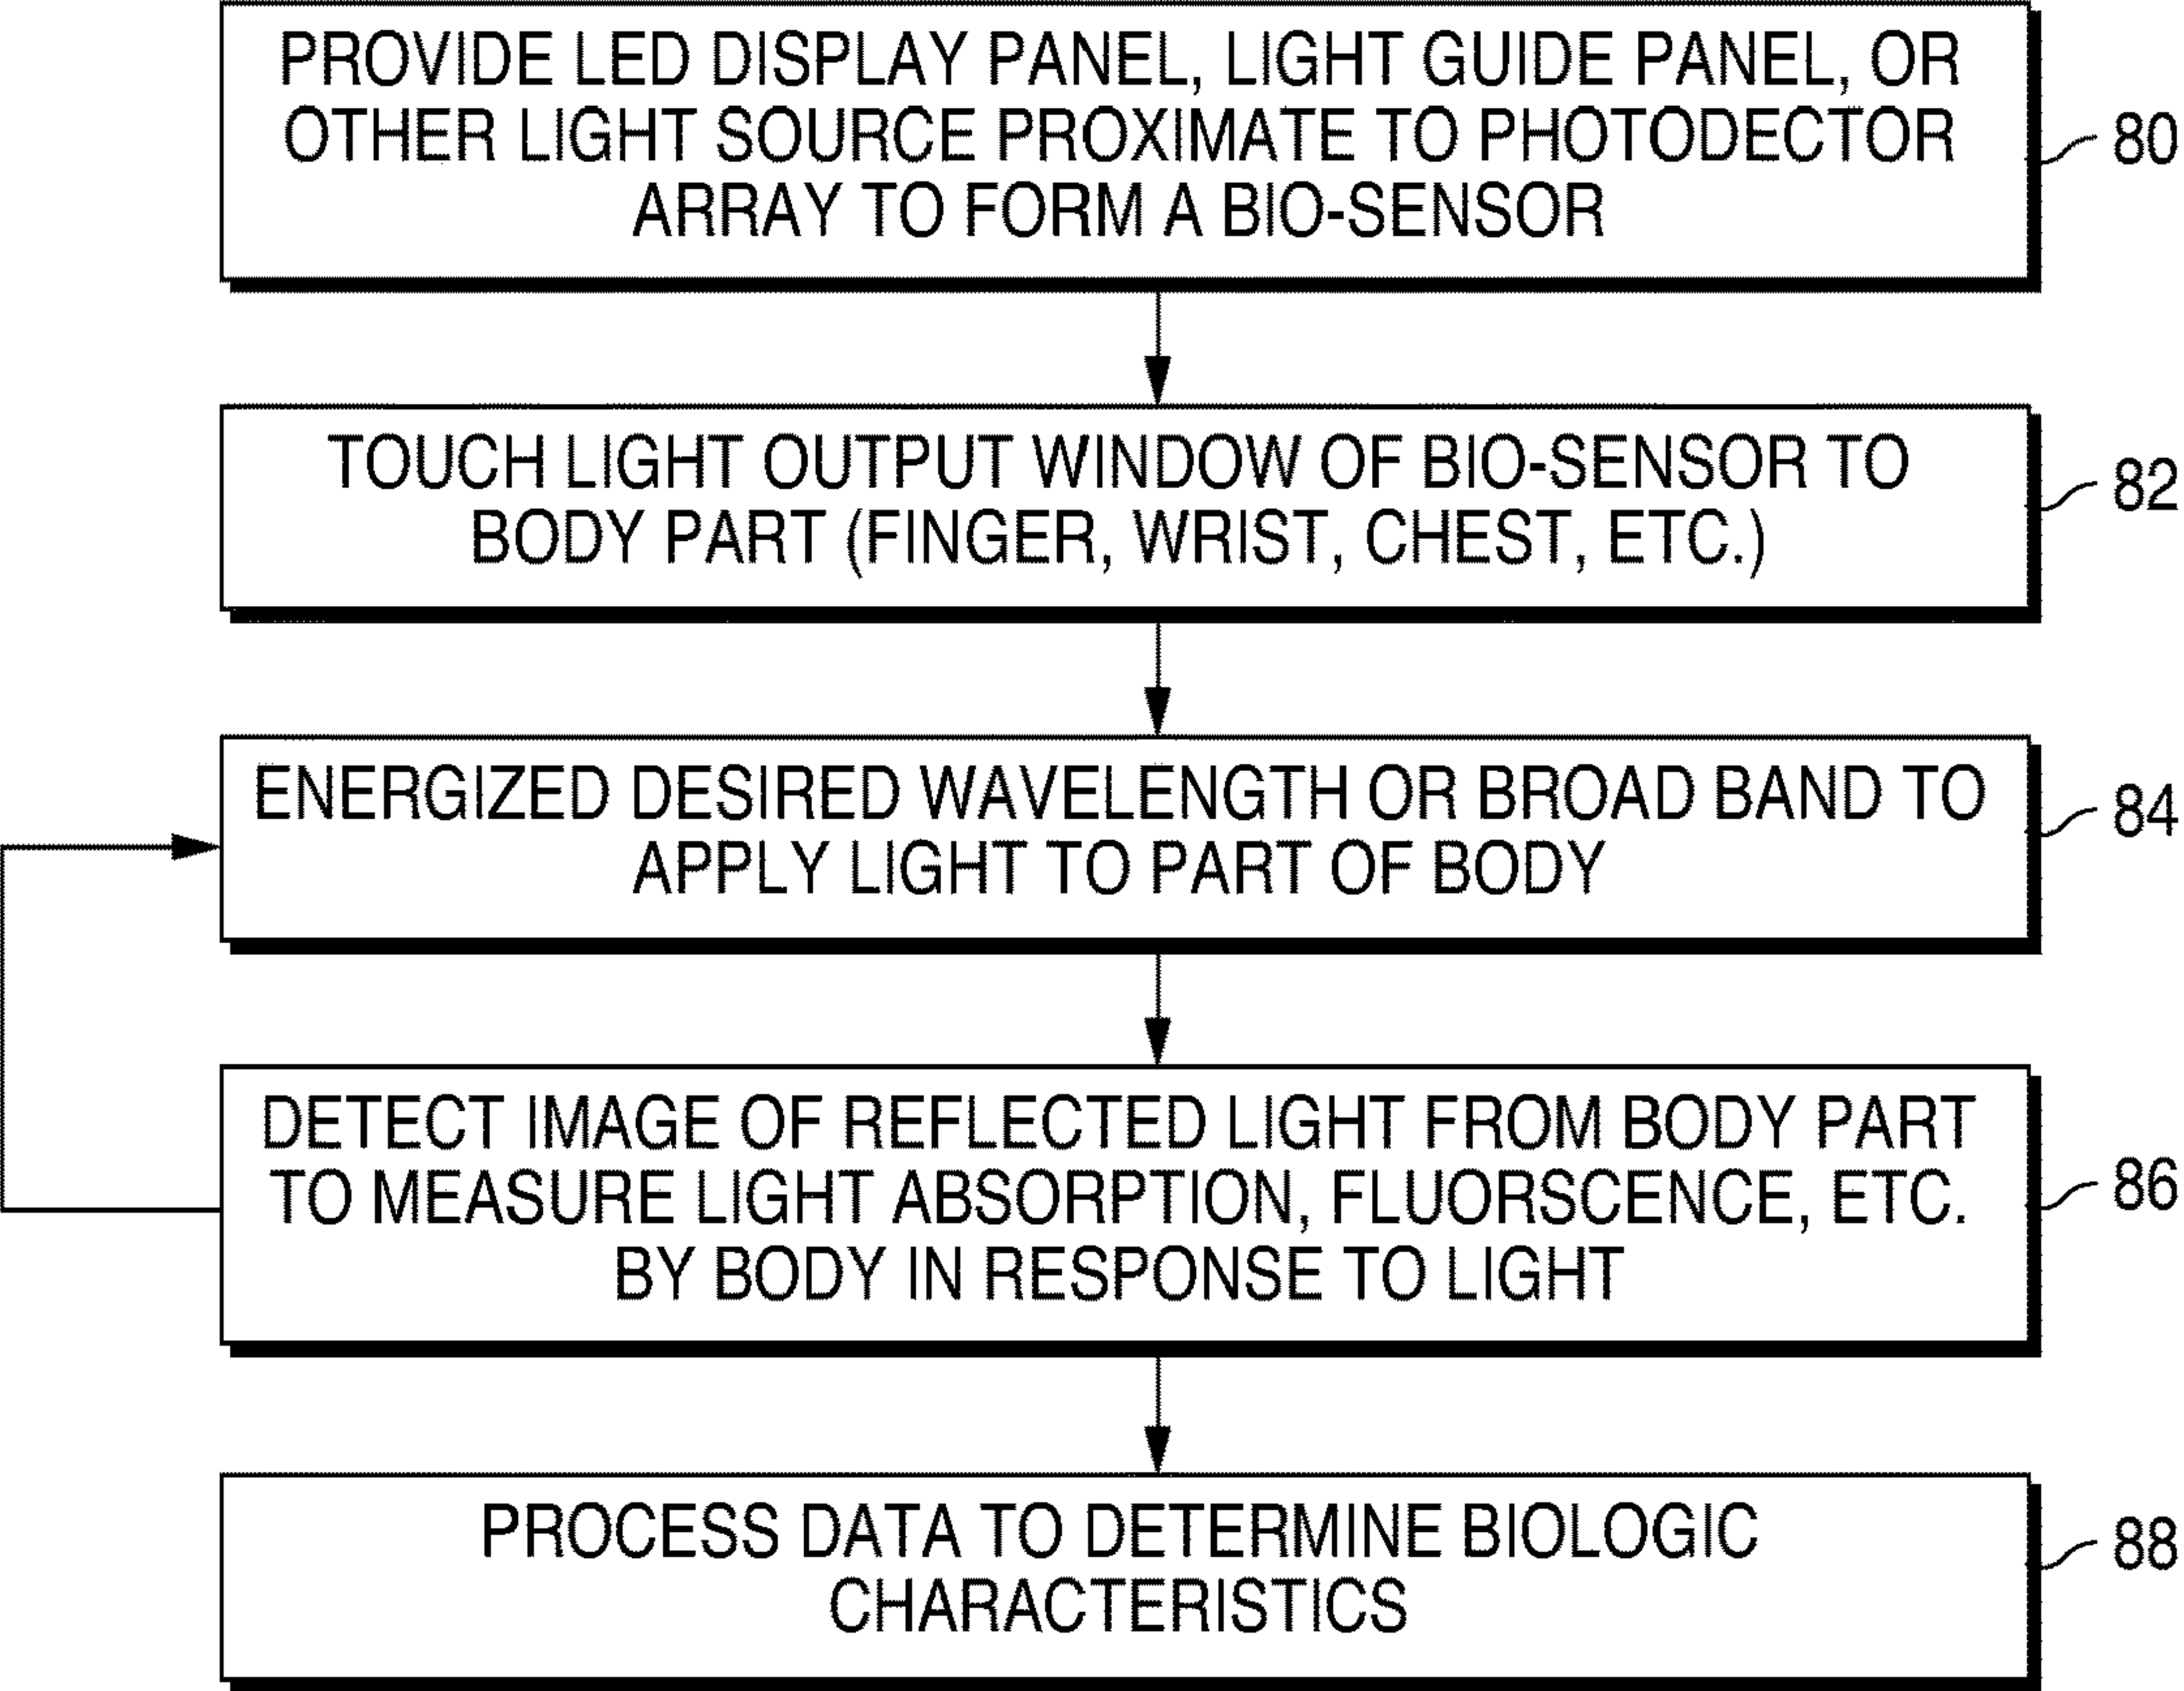 PROVIDE LED DISPLAY PANEL, LIGHT GUIDE PANEL, OR
OTHER LIGHT SOURCE PROXIMATE TO PHOTODECTOR
ARRAY TO FORM A BIO-SENSOR
80
TOUCH LIGHT OUTPUT WINDOW OF BIO-SENSOR TO
BODY PART (FINGER, WRIST, CHEST, ETC.)
82
ENERGIZED DESIRED WAVELENGTH OR BROAD BAND TO
APPLY LIGHT TO PART OF BODY
84
DETECT IMAGE OF REFLECTED LIGHT FROM BODY PART
TO MEASURE LIGHT ABSORPTION, FLUORSCENCE, ETC.
BY BODY IN RESPONSE TO LIGHT
86
PROCESS DATA TO DETERMINE BIOLOGIC
CHARACTERISTICS
88